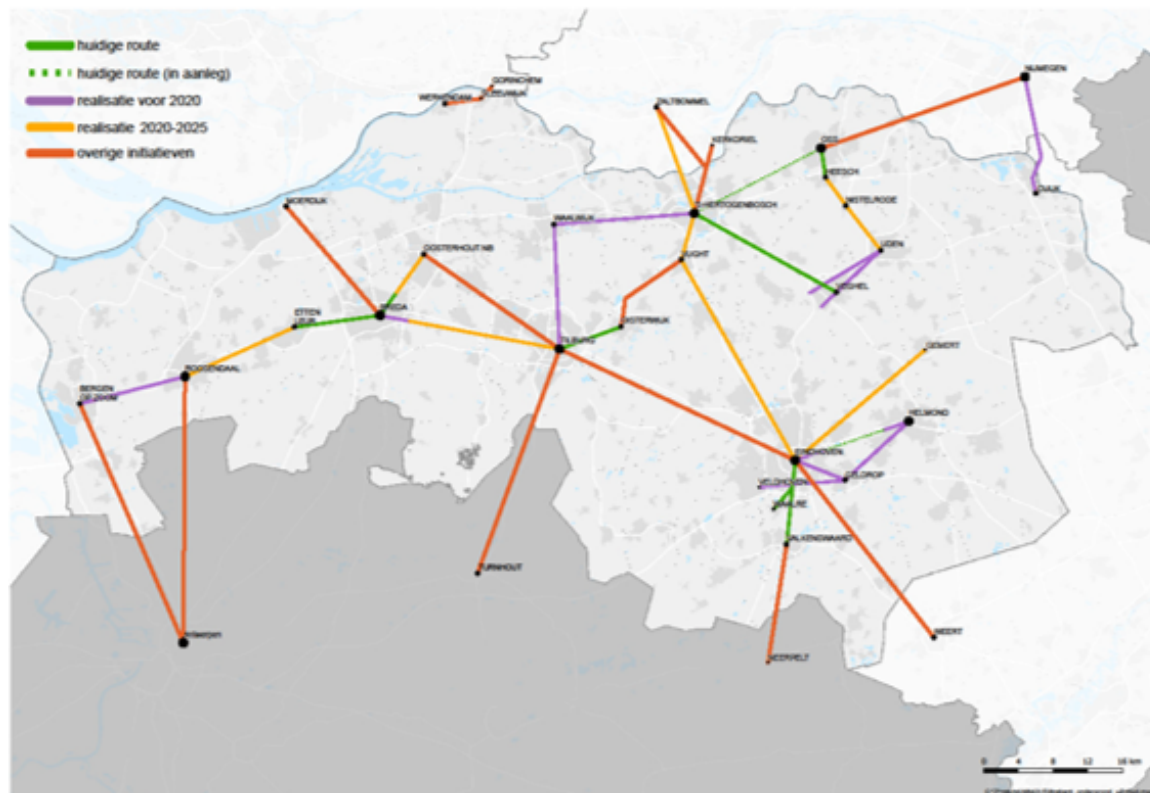 huidige route
huidige route (in aanleg)
realisatie voor 2020
realisatie 2020-2025
overige initiatieven
GORINCHEM
WERKENDAM
SLEEUWIJK
ZALTBOMMEL
KERKDRIEL
NIJMEGEN
OSS
HEESCH
CUIJK
NISTELRODE
MOERDIJK
WAALWIJK
'S-HERTOGENBOSCH
UDEN
OOSTERHOUT NB
VUGHT
VEGHEL
BREDA
ETTEN
LEUR
OISTERWIJK
TILBURG
GEMERT
ROOSENDAAL
BERGEN
OP ZOOM
HELMOND
EINDHOVEN
GELDROP
VELDHOVEN
WAALRE
VALKENSWAARD
TURNHOUT
WEERT
Antwerpen
NEERPELT
0 4 8 12 16 km